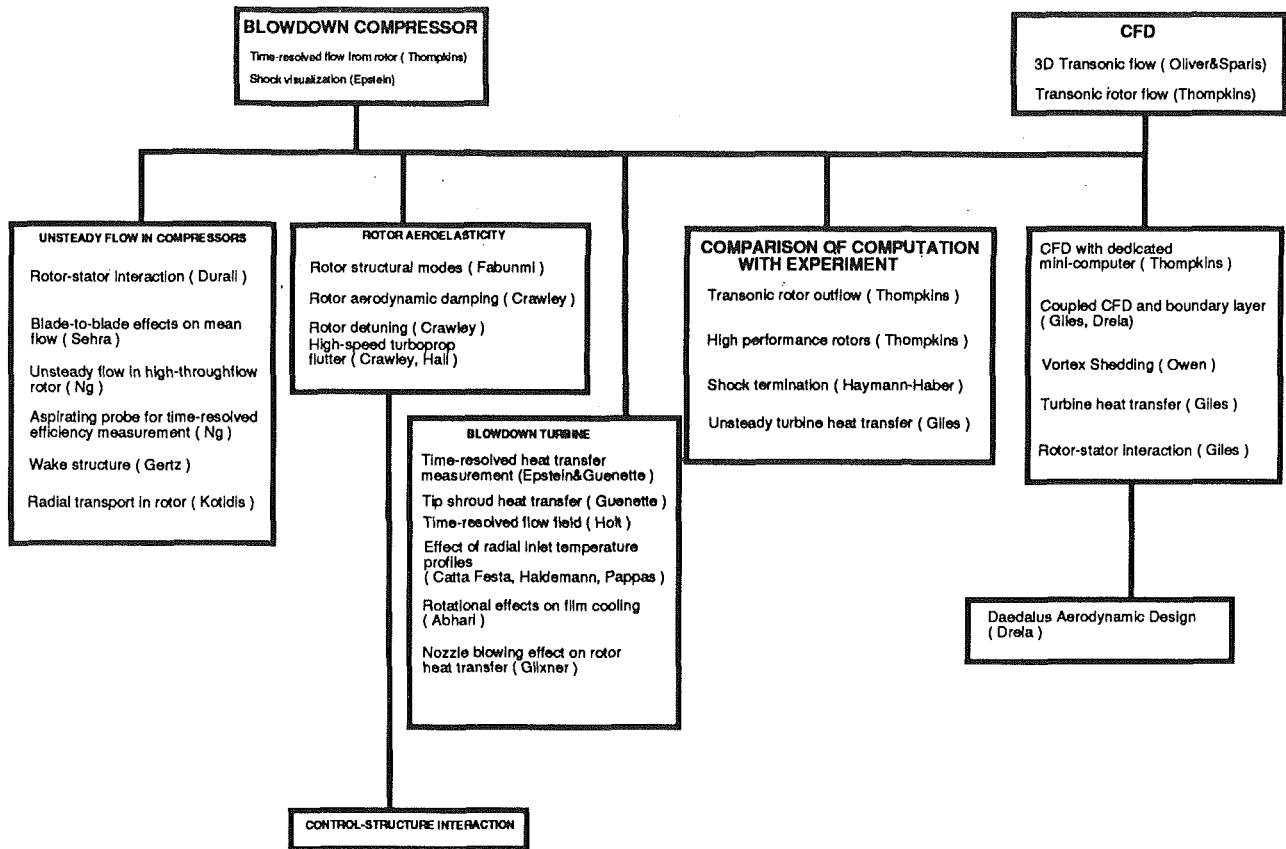 BLOWDOWN COMPRESSOR
Time-resolved flow from rotor ( Thompkins)
Shock visualization (Epstein)
CFD
3D Transonic flow ( Oliver&Sparis)
Transonic rotor flow (Thompkins)
UNSTEADY FLOW IN COMPRESSORS
Rotor-stator Interaction ( Durali )
Blade-to-blade effects on mean
flow ( Sehra )
Unsteady flow in high-throughflow
rotor ( Ng )
Aspirating probe for time-resolved
efficiency measurement ( Ng )
Wake structure ( Gertz )
Radial transport in rotor ( Kotidis )
ROTOR AEROELASTICITY
Rotor structural modes ( Fabunmi )
Rotor aerodynamic damping ( Crawley )
Rotor detuning ( Crawley )
High-speed turboprop
flutter ( Crawley, Hall )
BLOWDOWN TURBINE
Time-resolved heat transfer
measurement (Epstein&Guenette )
Tip shroud heat transfer ( Guenette )
Time-resolved flow field ( Holt )
Effect of radial inlet temperature
profiles
( Catta Festa, Haldemann, Pappas )
Rotational effects on film cooling
( Abhari )
Nozzle blowing effect on rotor
heat transfer ( Glixner )
COMPARISON OF COMPUTATION
WITH EXPERIMENT
Transonic rotor outflow ( Thompkins )
High performance rotors ( Thompkins )
Shock termination ( Haymann-Haber )
Unsteady turbine heat transfer ( Giles )
CFD with dedicated
mini-computer ( Thompkins )
Coupled CFD and boundary layer
( Giles, Drela)
Vortex Shedding ( Owen )
Turbine heat transfer ( Giles )
Rotor-stator Interaction ( Giles )
Daedalus Aerodynamic Design
( Drela )
CONTROL-STRUCTURE INTERACTION